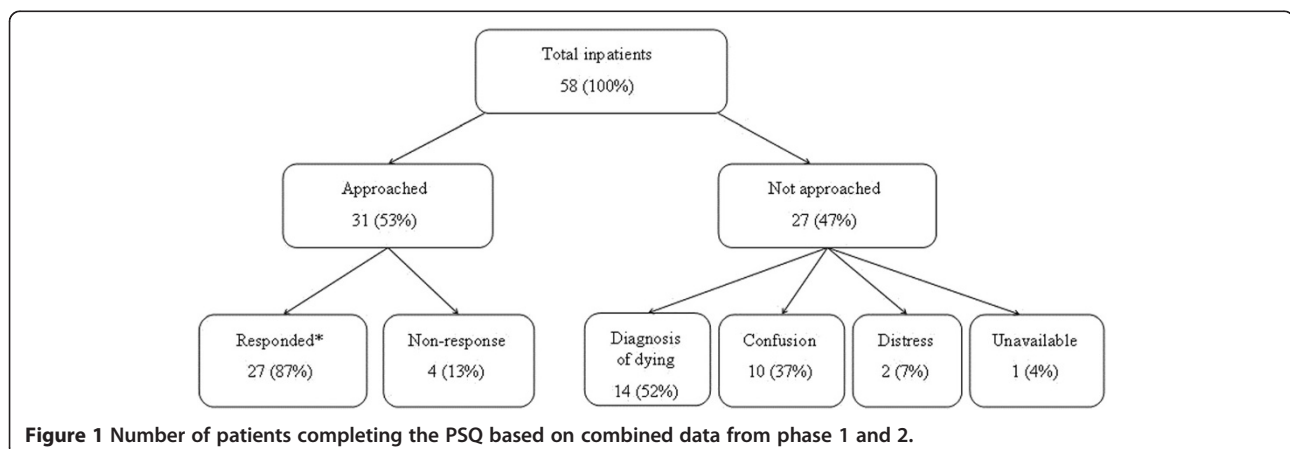 Total inpatients
58 (100%)
Approached
31 (53%)
Not approached
27 (47%)
Responded*
27 (87%)
Non-response
4 (13%)
Diagnosis
of dying
14 (52%)
Confusion
10 (37%)
Distress
2 (7%)
Unavailable
1 (4%)
Figure 1 Number of patients completing the PSQ based on combined data from phase 1 and 2.